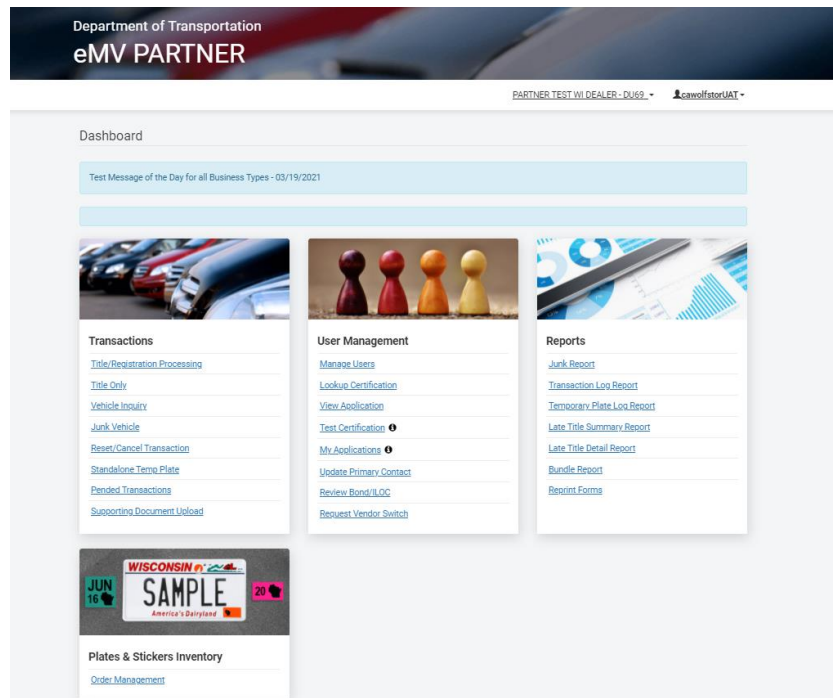 Department of Transportation
eMV PARTNER
PARTNER TEST WI DEALER - DU69
cawolfstorUAT
Dashboard
Test Message of the Day for all Business Types - 03/19/2021
Transactions
Title/Registration Processing
Title Only
Vehicle Inquiry
Junk Vehicle
Reset/Cancel Transaction
Standalone Temp Plate
Pended Transactions
Supporting Document Upload
User Management
Manage Users
Lookup Certification
View Application
Test Certification
My Applications
Update Primary Contact
Review Bond/ILOC
Request Vendor Switch
Reports
Junk Report
Transaction Log Report
Temporary Plate Log Report
Late Title Summary Report
Late Title Detail Report
Bundle Report
Reprint Forms
WISCONSIN
JUN
16
SAMPLE
20
America's Dairyland
Plates & Stickers Inventory
Order Management